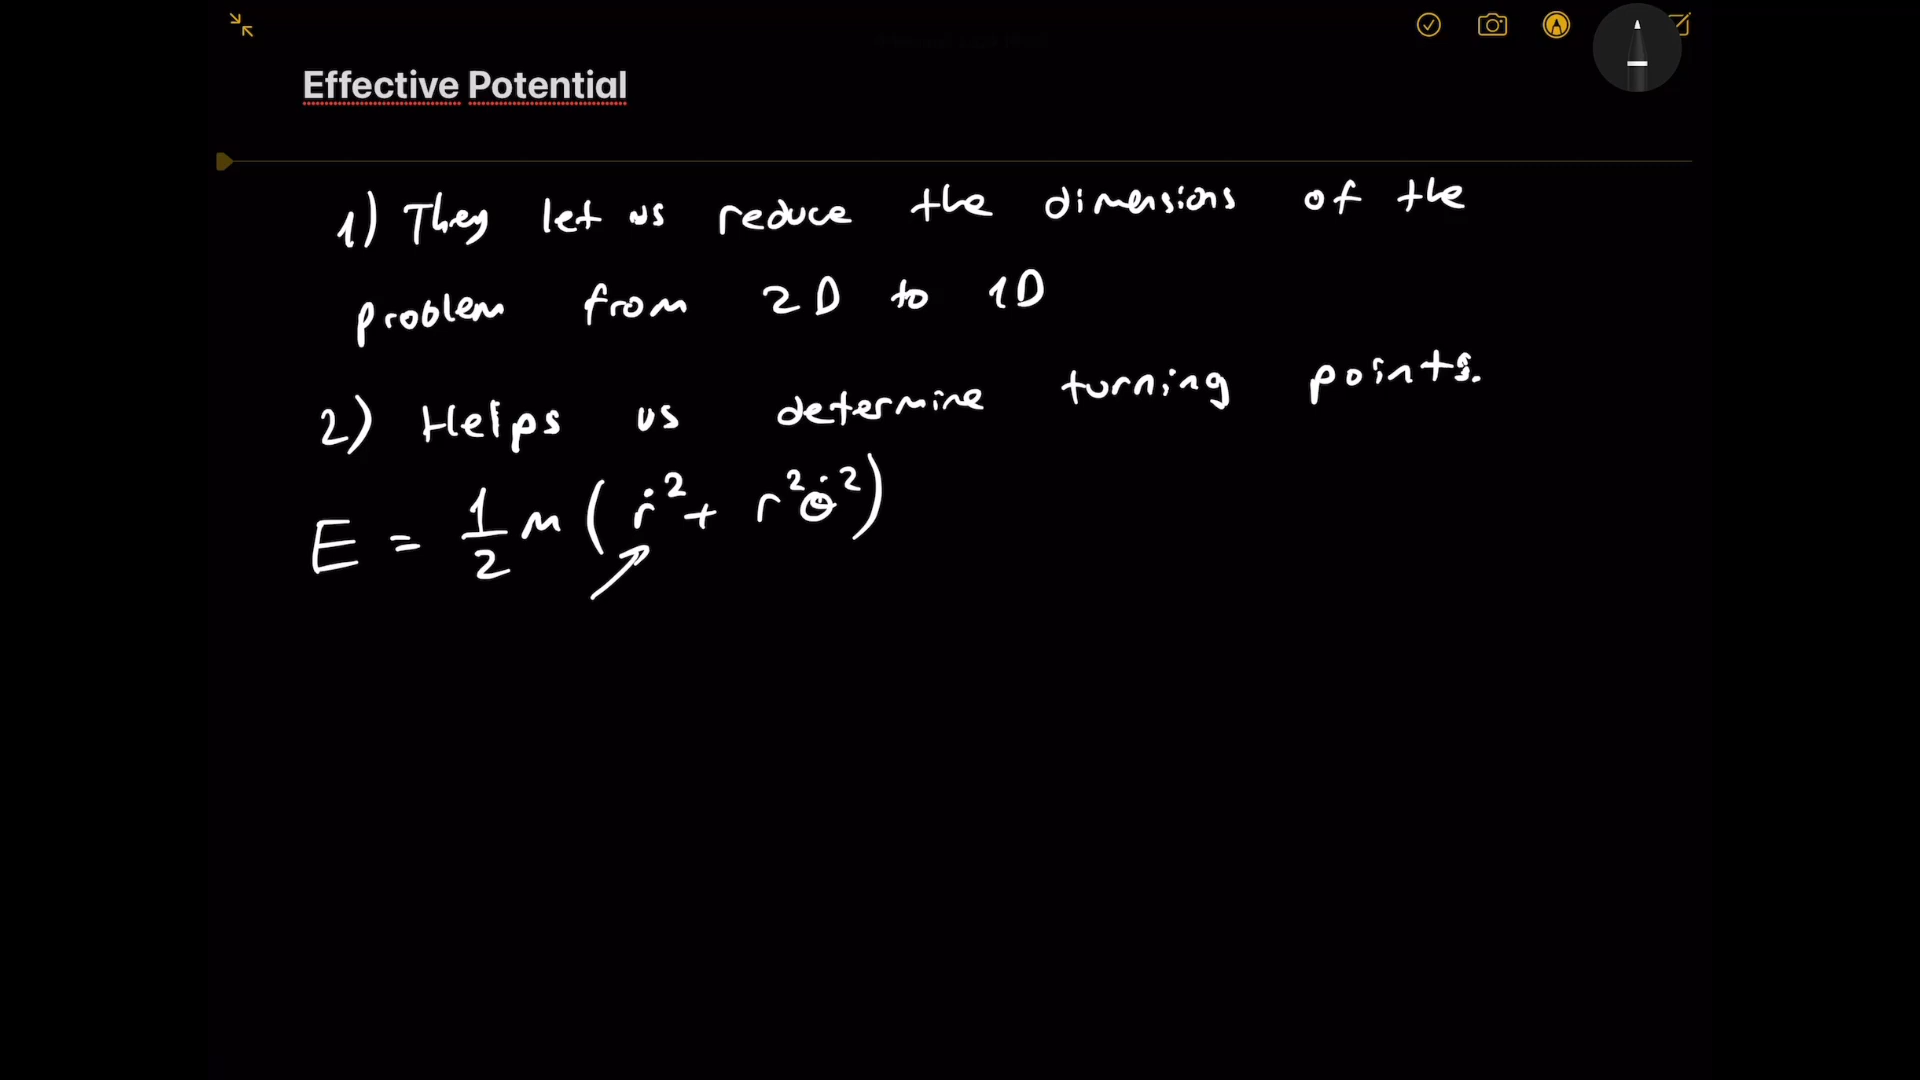 Effective Potential
1) They let us reduce the dimensions of the
problem from 2D to 1D
2) Helps us determine turning points.
E = 1/2 m ( ṙ² + r² θ̇² )